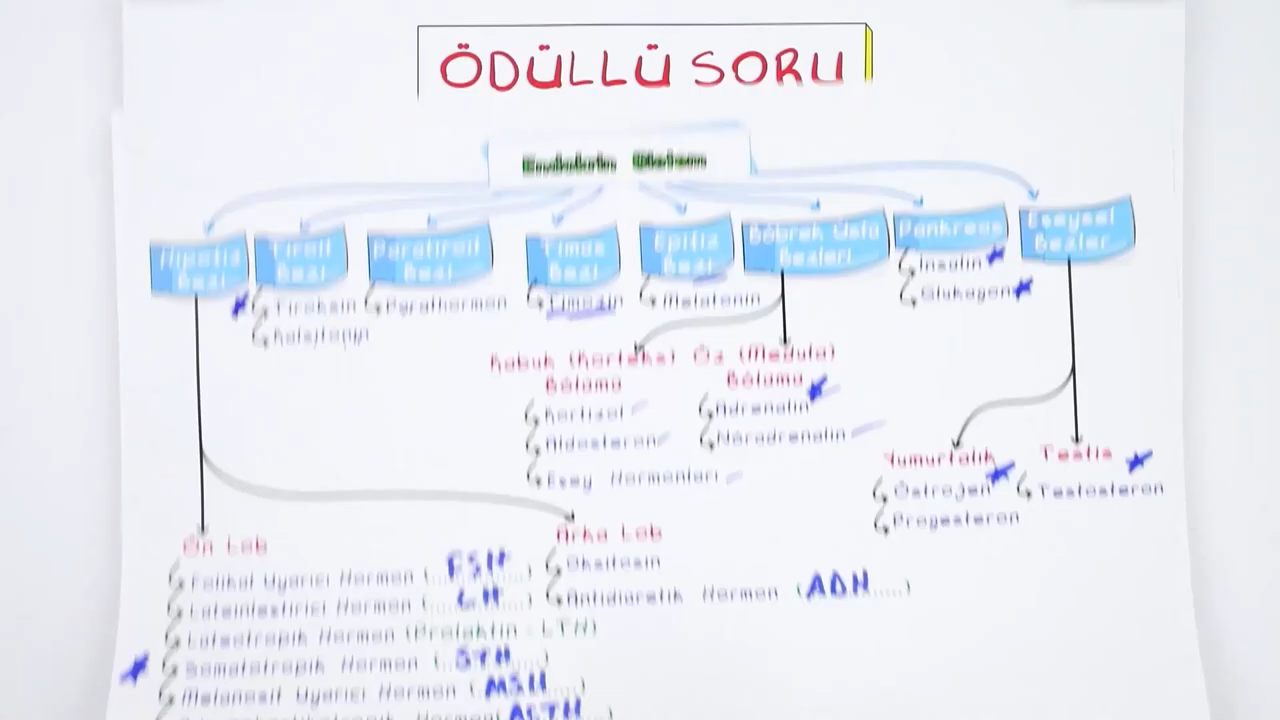 ÖDÜLLÜ SORU
Endokrin Sistem
Hipofiz
Bezi
Tiroit
Bezi
Tiroksin
Kalsitonin
Paratiroit
Bezi
Parathormon
Timus
Bezi
Timozin
Epifiz
Bezi
Melatonin
Böbrek Üstü
Bezleri
Pankreas
İnsulin
Glukagon
Eşeysel
Bezler
Kabuk (Korteks)
Bölümü
Kortizol
Aldosteron
Eşey Hormonları
Öz (Medula)
Bölümü
Adrenalin
Noradrenalin
Yumurtalık
Östrojen
Progesteron
Testis
Testosteron
Ön Lob
Folikül Uyarıcı Hormon (...FSH...)
Luteinleştirici Hormon (...LH...)
Luteotropik Hormon (Prolaktin - LTH)
Somatotropik Hormon (...STH...)
Melanosit Uyarıcı Hormon (.MSH...)
ACTH
Arka Lob
Oksitosin
Antidiüretik Hormon (ADH.....)